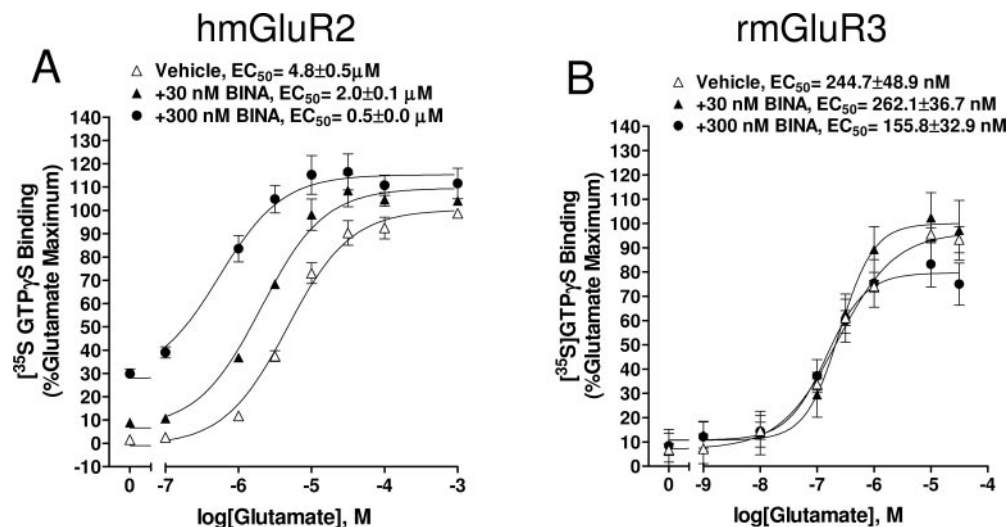 hmGluR2
A
△ Vehicle, EC50= 4.8±0.5μM
▲ +30 nM BINA, EC50= 2.0±0.1 μM
● +300 nM BINA, EC50= 0.5±0.0 μM
[35S GTPγS Binding
(%Glutamate Maximum)
140
130
120
110
100
90
80
70
60
50
40
30
20
10
0
-10
0 -7 -6 -5 -4 -3
log[Glutamate], M
rmGluR3
B
△ Vehicle, EC50= 244.7±48.9 nM
▲ +30 nM BINA, EC50= 262.1±36.7 nM
● +300 nM BINA, EC50= 155.8±32.9 nM
[35S]GTPγS Binding
(%Glutamate Maximum)
140
130
120
110
100
90
80
70
60
50
40
30
20
10
0
0 -9 -8 -7 -6 -5 -4
log[Glutamate], M